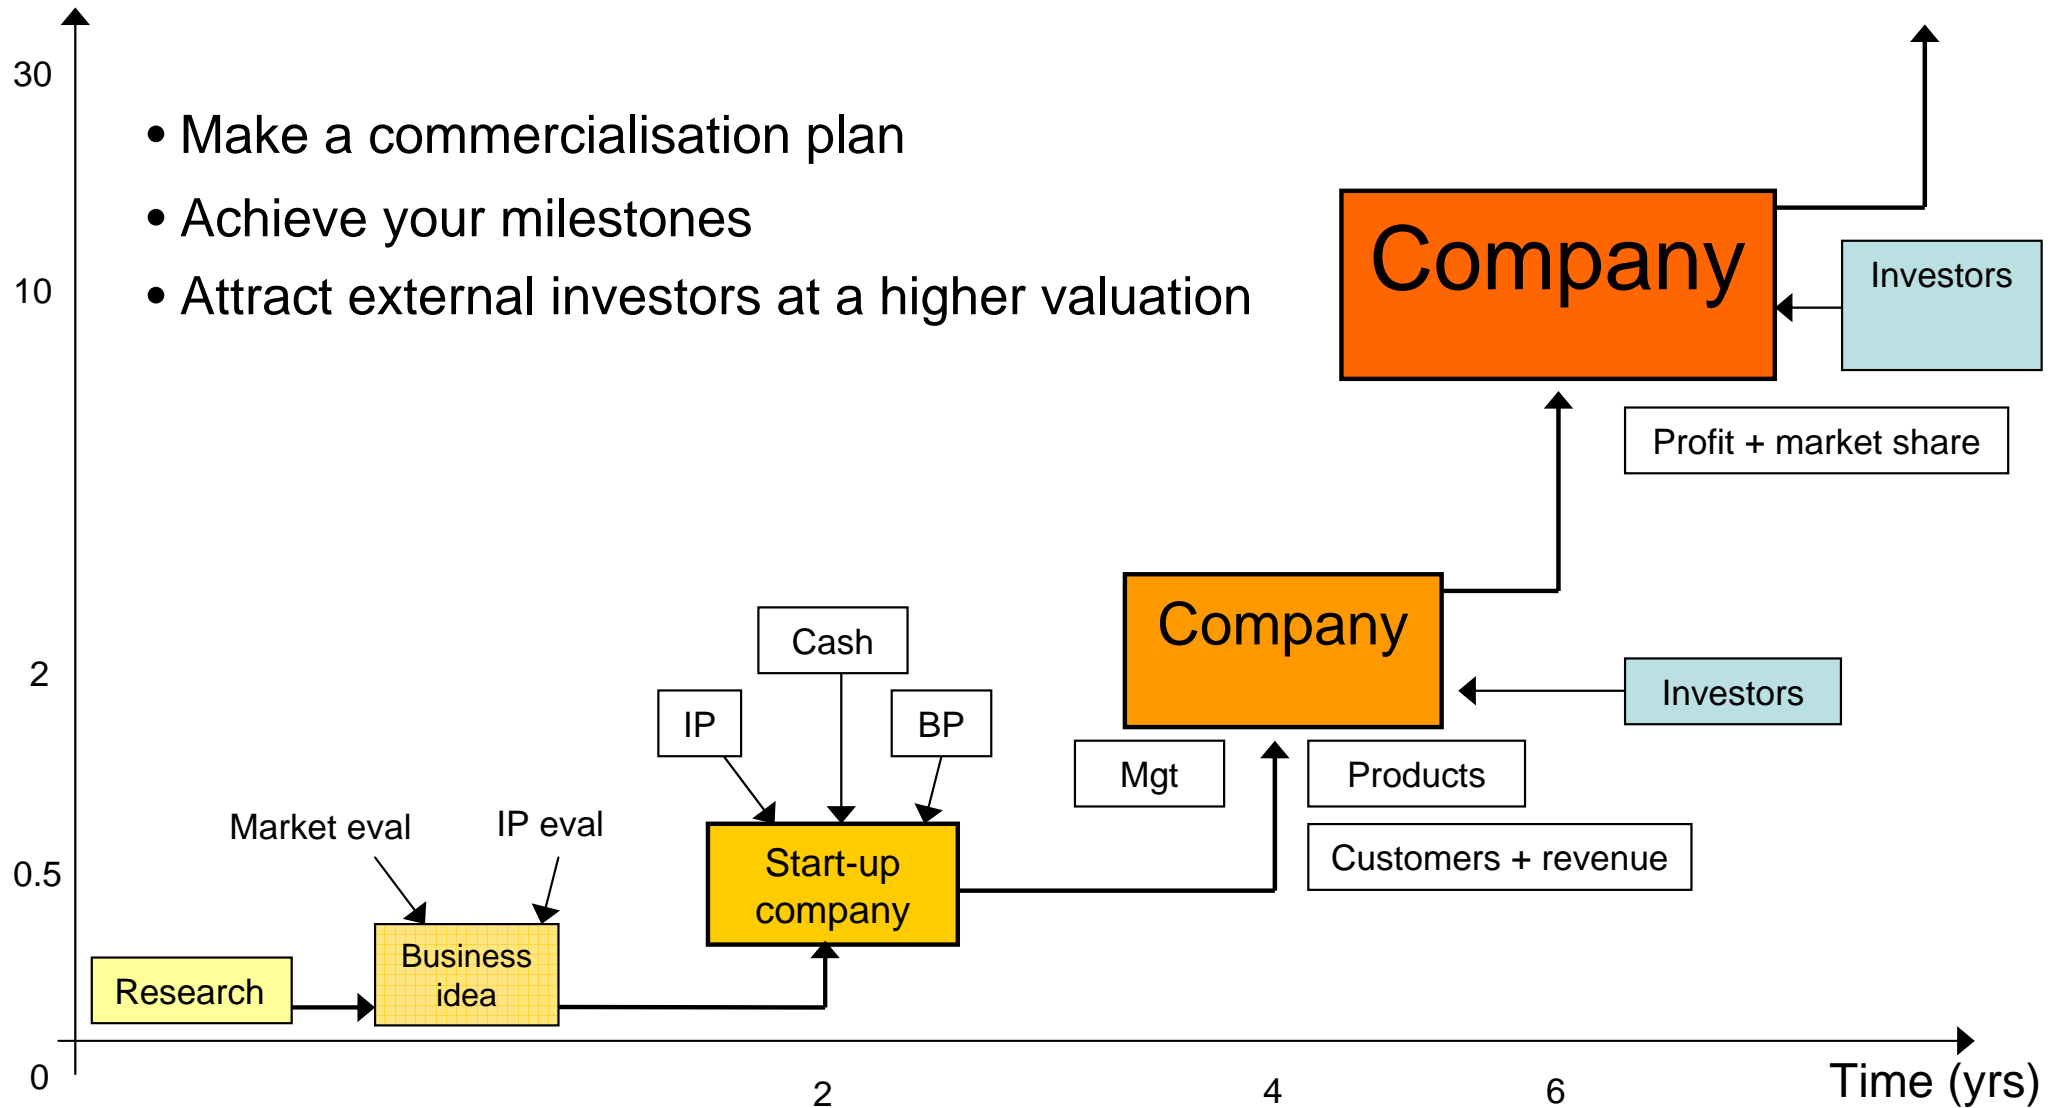 30
• Make a commercialisation plan
• Achieve your milestones
• Attract external investors at a higher valuation
10
Company
Investors
Profit + market share
Company
Cash
2
Investors
IP
BP
Mgt
Products
Market eval
IP eval
Start-up
company
Customers + revenue
0.5
Business
idea
Research
0
2
4
6
Time (yrs)